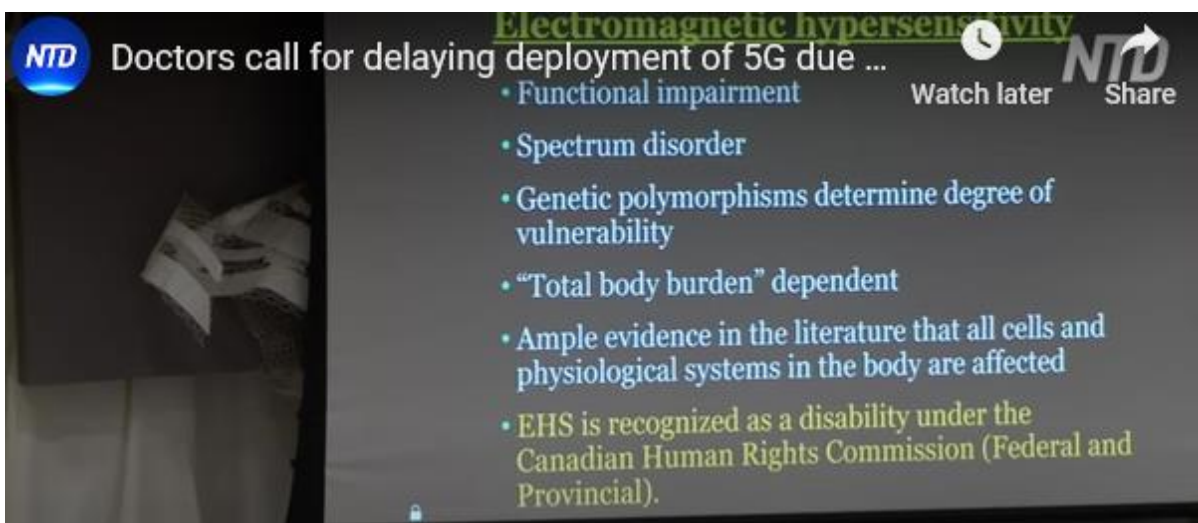 Electromagnetic hypersensitivity
NTD
Doctors call for delaying deployment of 5G due ...
NTD
Watch later
Share
• Functional impairment
• Spectrum disorder
• Genetic polymorphisms determine degree of
vulnerability
• “Total body burden” dependent
• Ample evidence in the literature that all cells and
physiological systems in the body are affected
• EHS is recognized as a disability under the
Canadian Human Rights Commission (Federal and
Provincial).